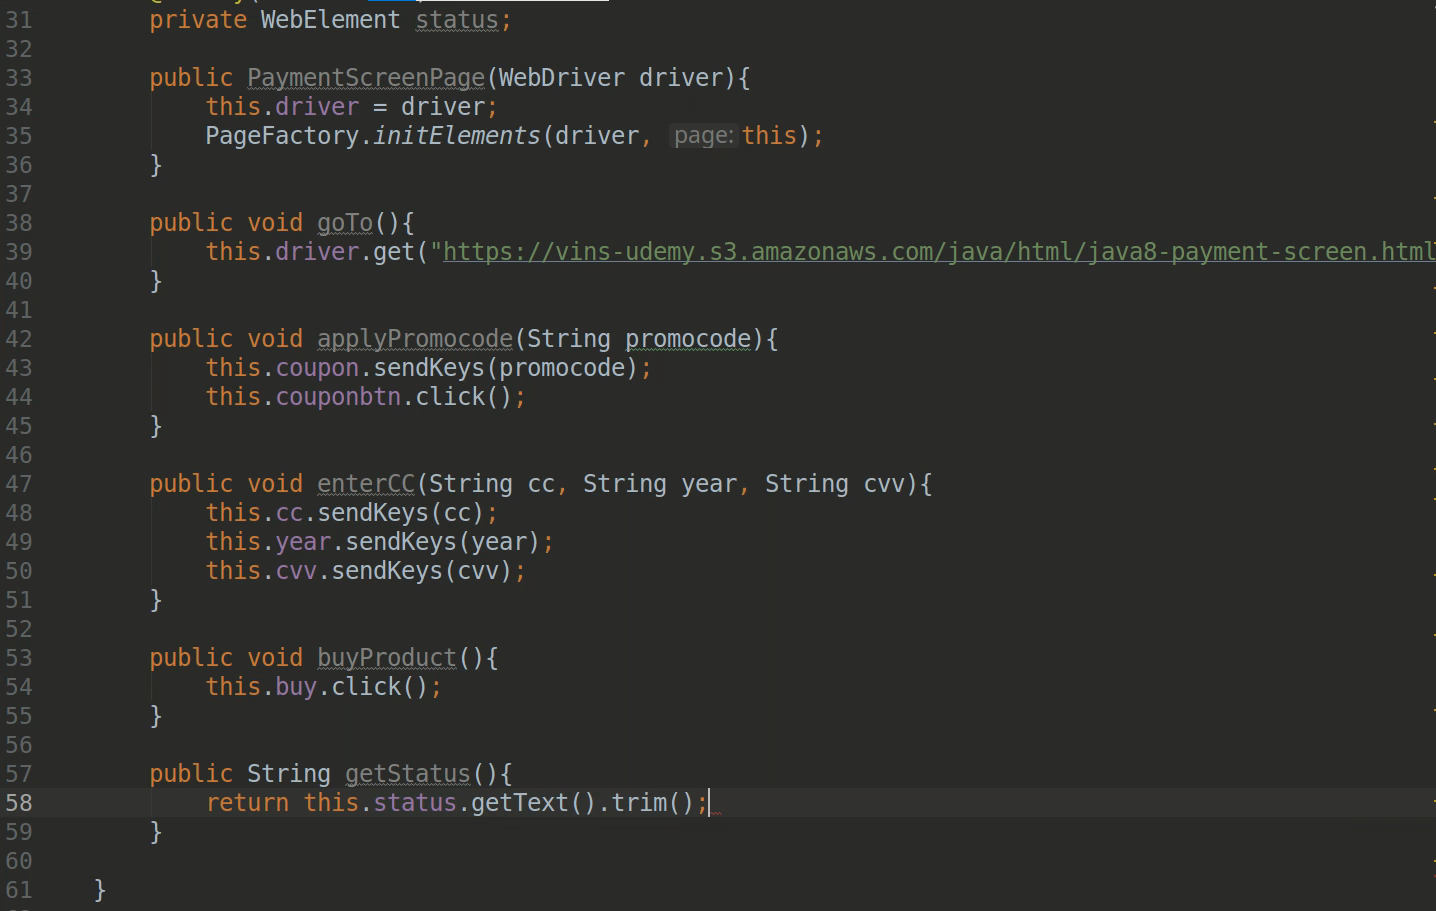 31 private WebElement status;
32
33 public PaymentScreenPage(WebDriver driver){
34 this.driver = driver;
35 PageFactory.initElements(driver, page: this);
36 }
37
38 public void goTo(){
39 this.driver.get("https://vins-udemy.s3.amazonaws.com/java/html/java8-payment-screen.html
40 }
41
42 public void applyPromocode(String promocode){
43 this.coupon.sendKeys(promocode);
44 this.couponbtn.click();
45 }
46
47 public void enterCC(String cc, String year, String cvv){
48 this.cc.sendKeys(cc);
49 this.year.sendKeys(year);
50 this.cvv.sendKeys(cvv);
51 }
52
53 public void buyProduct(){
54 this.buy.click();
55 }
56
57 public String getStatus(){
58 return this.status.getText().trim();
59 }
60
61 }